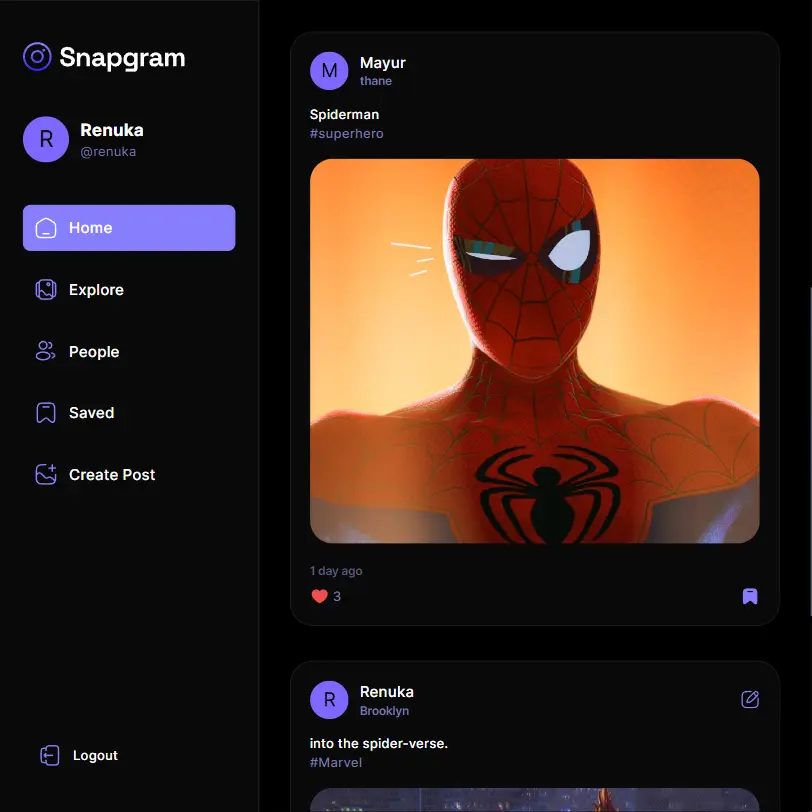 Snapgram
R
Renuka
@renuka
Home
Explore
People
Saved
Create Post
Logout
M
Mayur
thane
Spiderman
#superhero
1 day ago
3
R
Renuka
Brooklyn
into the spider-verse.
#Marvel